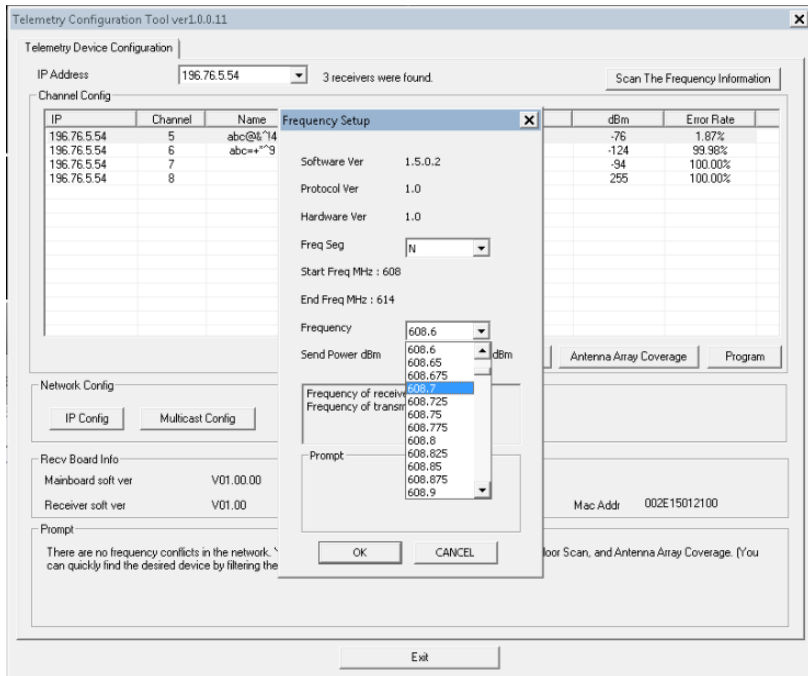 Telemetry Configuration Tool ver1.0.0.11
Telemetry Device Configuration
IP Address 196.76.5.54 3 receivers were found. Scan The Frequency Information
Channel Config
IP Channel Name dBm Error Rate
196.76.5.54 5 abc@&^!4 -76 1.87%
196.76.5.54 6 abc=+*^9 -124 99.98%
196.76.5.54 7 -94 100.00%
196.76.5.54 8 255 100.00%
Frequency Setup
Software Ver 1.5.0.2
Protocol Ver 1.0
Hardware Ver 1.0
Freq Seg N
Start Freq MHz : 608
End Freq MHz : 614
Frequency 608.6
Send Power dBm dBm
608.6
608.65
608.675
608.7
608.725
608.75
608.775
608.8
608.825
608.85
608.875
608.9
Frequency of
Frequency of
Prompt
OK CANCEL
Antenna Array Coverage Program
Network Config
IP Config Multicast Config
Recv Board Info
Mainboard soft ver V01.00.00
Receiver soft ver V01.00 Mac Addr 002E15012100
Prompt
There are no frequency conflicts in the network. Scan, and Antenna Array Coverage. (You
can quickly find the desired device by filtering the
Exit